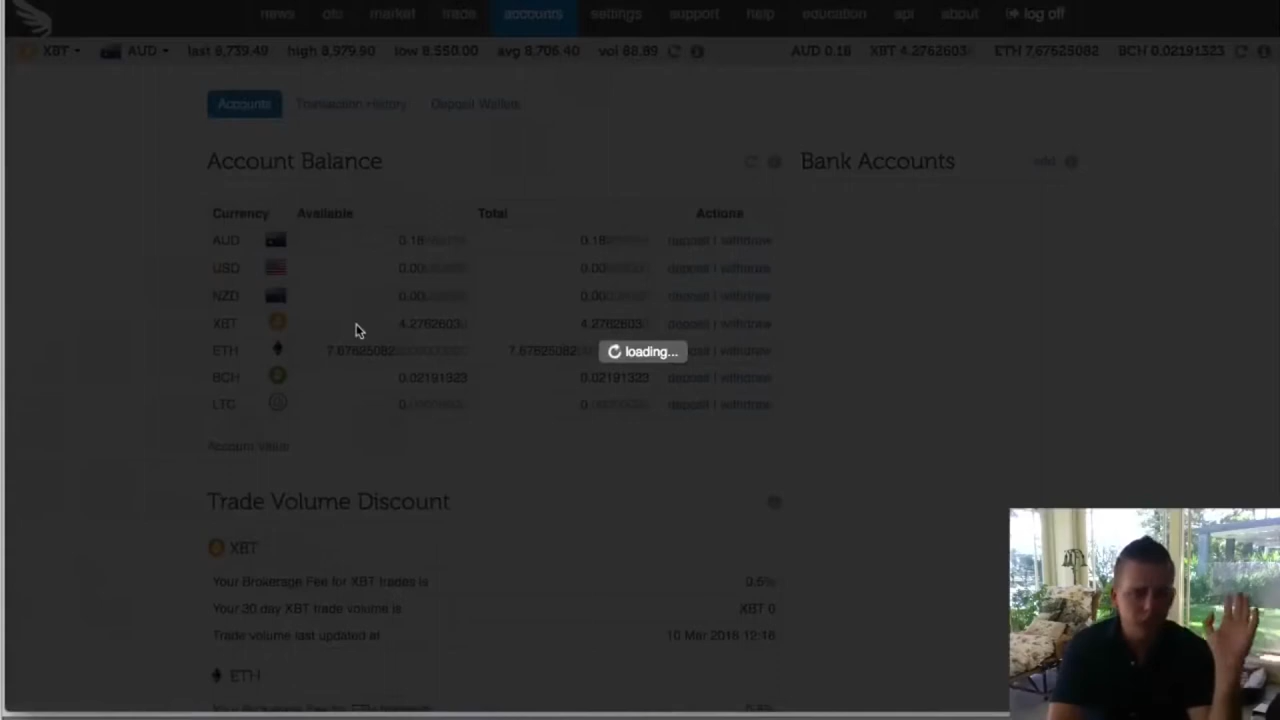 news otc market trade accounts settings support help education api about log off
XBT AUD last 8,739.49 high 8,979.90 low 8,550.00 avg 8,706.40 vol 68.89 AUD 0.18 XBT 4.2762603 ETH 7.67625082 BCH 0.02191323
Accounts Transaction History Deposit Wallets
Account Balance
Bank Accounts add
Currency Available Total Actions
AUD 0.18 0.18 deposit | withdraw
USD 0.00 0.00 deposit | withdraw
NZD 0.00 0.00 deposit | withdraw
XBT 4.2762603 4.2762603 deposit | withdraw
ETH 7.67625082 7.67625082
loading...
BCH 0.02191323 0.02191323 deposit | withdraw
LTC 0. 0. deposit | withdraw
Account Value
Trade Volume Discount
XBT
Your Brokerage Fee for XBT trades is 0.5%
Your 30 day XBT trade volume is XBT 0
Trade volume last updated at 10 Mar 2018 12:16
ETH